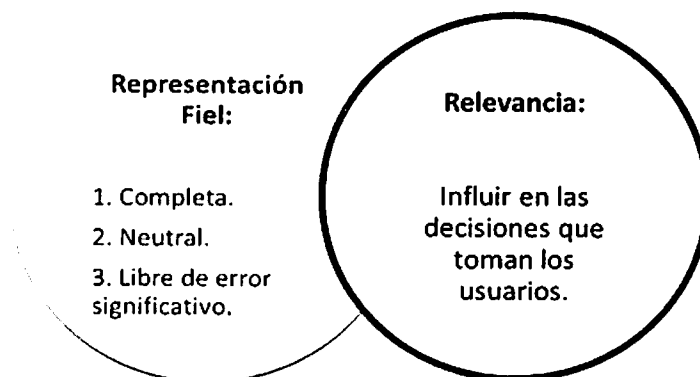 Representación
Fiel:
1. Completa.
2. Neutral.
3. Libre de error
significativo.
Relevancia:
Influir en las
decisiones que
toman los
usuarios.